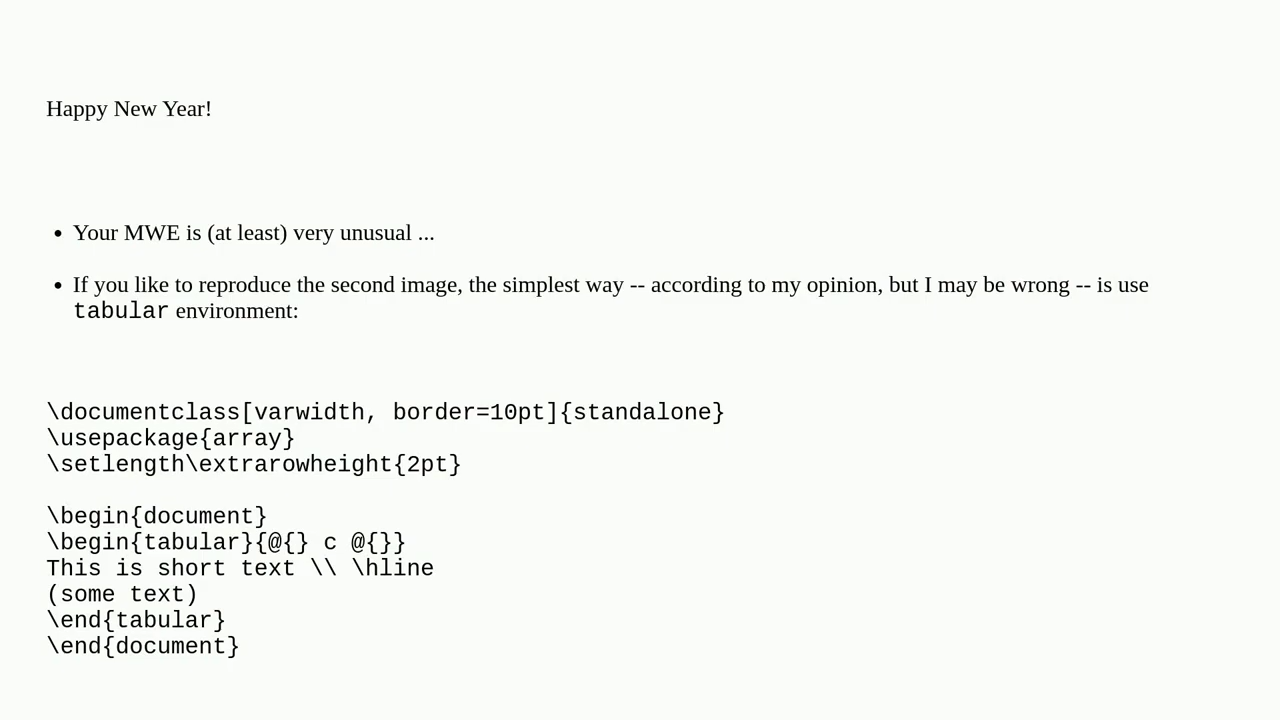 Happy New Year!
• Your MWE is (at least) very unusual ...
• If you like to reproduce the second image, the simplest way -- according to my opinion, but I may be wrong -- is use
tabular environment:
\documentclass[varwidth, border=10pt]{standalone}
\usepackage{array}
\setlength\extrarowheight{2pt}
\begin{document}
\begin{tabular}{@{} c @{}}
This is short text \\ \hline
(some text)
\end{tabular}
\end{document}